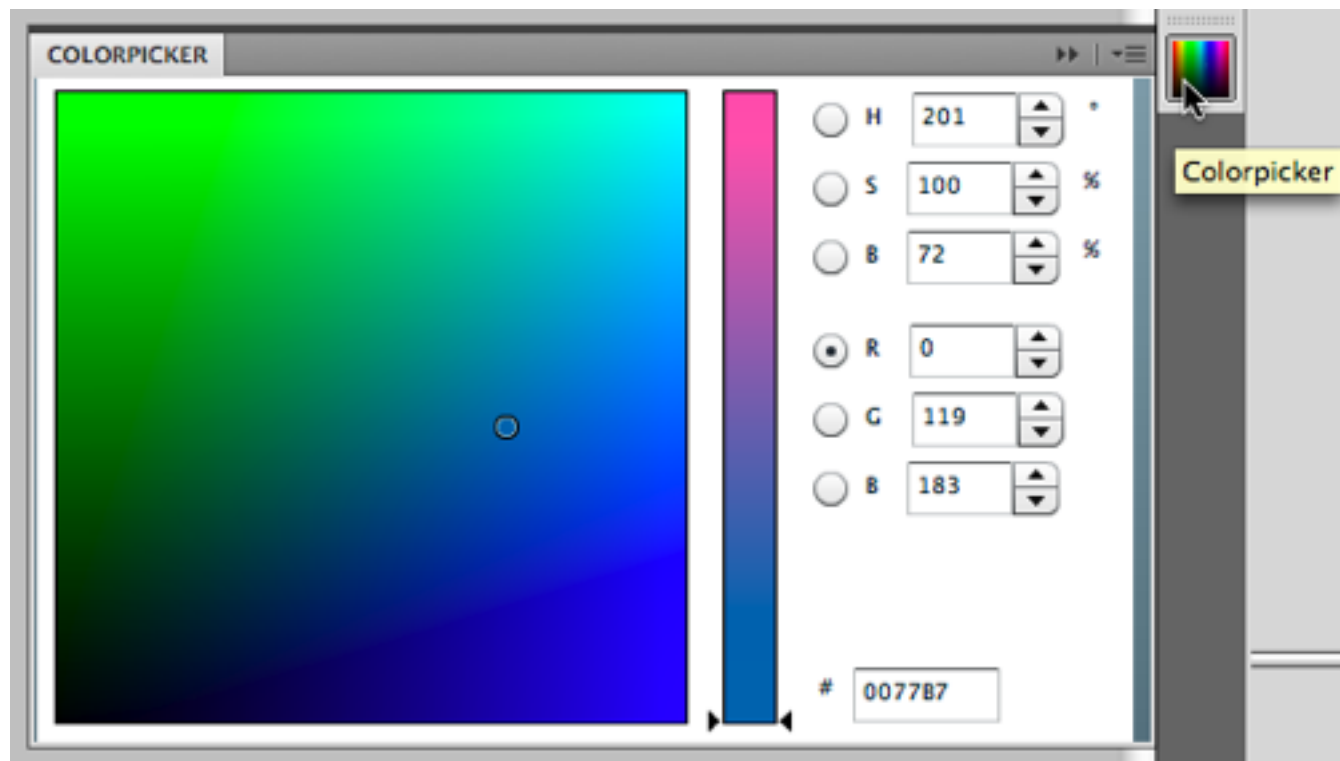 COLORPICKER
H 201 °
S 100 %
B 72 %
R 0
G 119
B 183
# 0077B7
Colorpicker